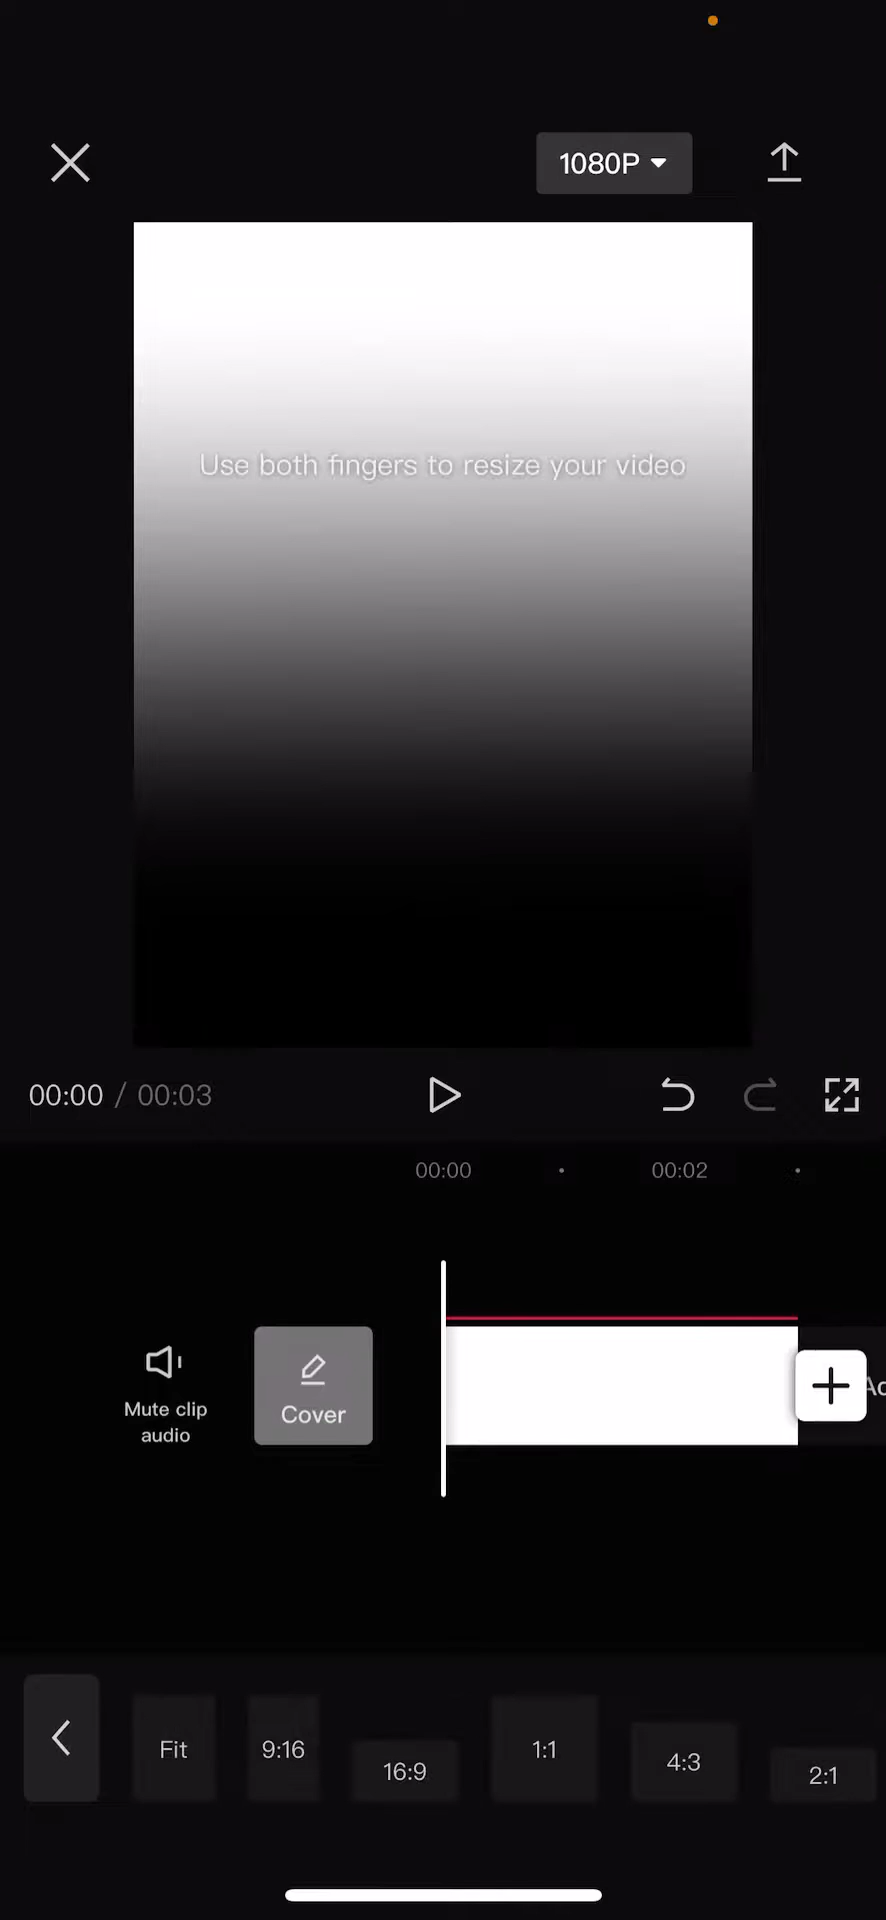 1080P
Use both fingers to resize your video
00:00 / 00:03
00:00
00:02
Mute clip
audio
Cover
Fit
9:16
16:9
1:1
4:3
2:1